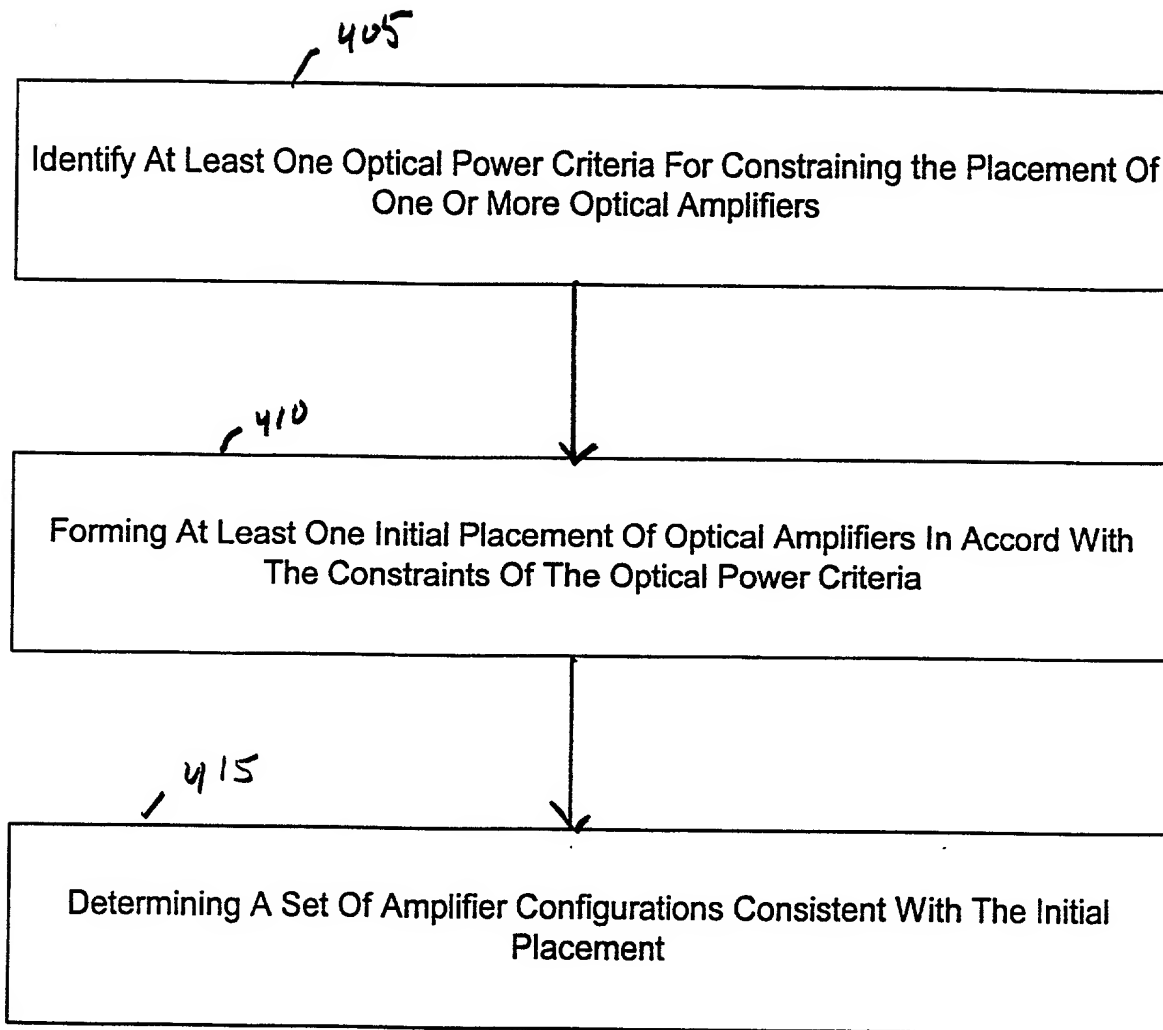 405
Identify At Least One Optical Power Criteria For Constraining the Placement Of
One Or More Optical Amplifiers
410
Forming At Least One Initial Placement Of Optical Amplifiers In Accord With
The Constraints Of The Optical Power Criteria
415
Determining A Set Of Amplifier Configurations Consistent With The Initial
Placement